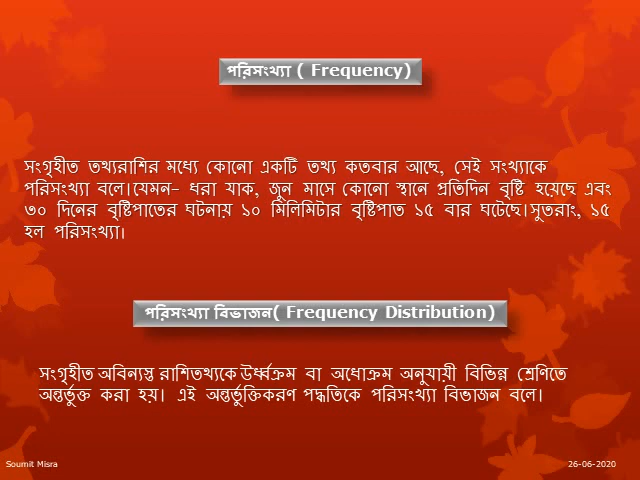 পরিসংখ্যা ( Frequency)
সংগৃহীত তথ্যরাশির মধ্যে কোনো একটি তথ্য কতবার আছে, সেই সংখ্যাকে
পরিসংখ্যা বলে।যেমন– ধরা যাক, জুন মাসে কোনো স্থানে প্রতিদিন বৃষ্টি হয়েছে এবং
৩০ দিনের বৃষ্টিপাতের ঘটনায় ১০ মিলিমিটার বৃষ্টিপাত ১৫ বার ঘটেছে।সুতরাং, ১৫
হল পরিসংখ্যা।
পরিসংখ্যা বিভাজন( Frequency Distribution)
সংগৃহীত অবিন্যস্ত রাশিতথ্যকে উর্ধ্বক্রম বা অধোক্রম অনুযায়ী বিভিন্ন শ্রেণিতে
অন্তর্ভুক্ত করা হয়। এই অন্তর্ভুক্তিকরণ পদ্ধতিকে পরিসংখ্যা বিভাজন বলে।
Soumit Misra
26-06-2020